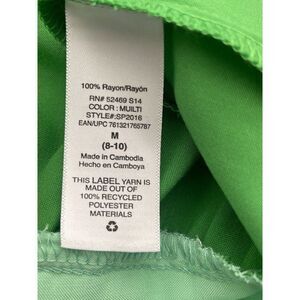 100% Rayon/Rayón
RN# 52469 S14
COLOR : MUILTI
STYLE#;SP2016
EAN/UPC 761321765787
M
(8-10)
Made in Cambodia
Hecho en Camboya
THIS LABEL YARN IS
MADE OUT OF
100% RECYCLED
POLYESTER
MATERIALS